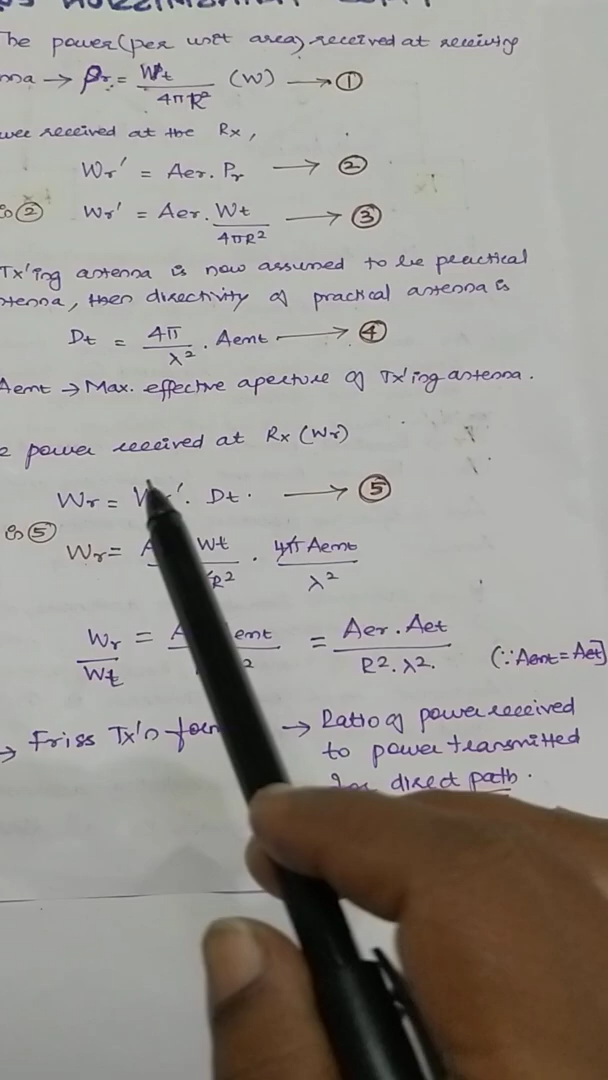 The power (per unit area) received at receiving
→ Pr = Wt / 4πR² (W) → ①
received at the Rx,
Wr' = Aer. Pr → ②
② Wr' = Aer. Wt / 4πR² → ③
Tx'ing antenna is now assumed to be practical
then directivity of practical antenna is
Dt = 4π / λ² . Aemt → ④
Aemt → Max. effective aperture of Tx'ing antenna.
power received at Rx (Wr)
Wr = '. Dt. → ⑤
⑤
Wr = Wt / R² . 4π Aemt / λ²
Wr / Wt = = Aer. Aet / R². λ². (∵ Aemt = Aet)
→ Friss Tx'n → Ratio of power received
to power transmitted
direct path.